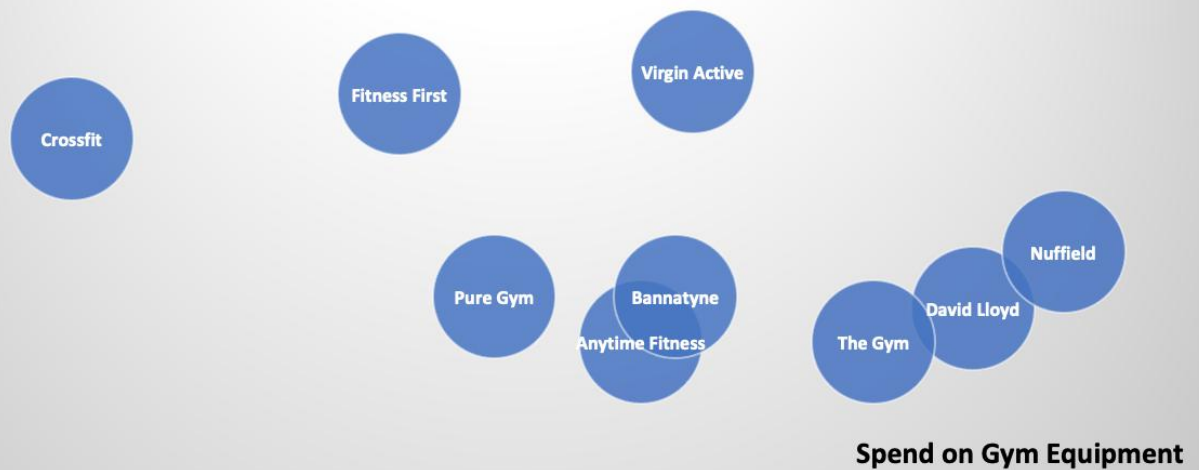 Virgin Active
Fitness First
Crossfit
Nuffield
Pure Gym
Bannatyne
David Lloyd
Anytime Fitness
The Gym
Spend on Gym Equipment